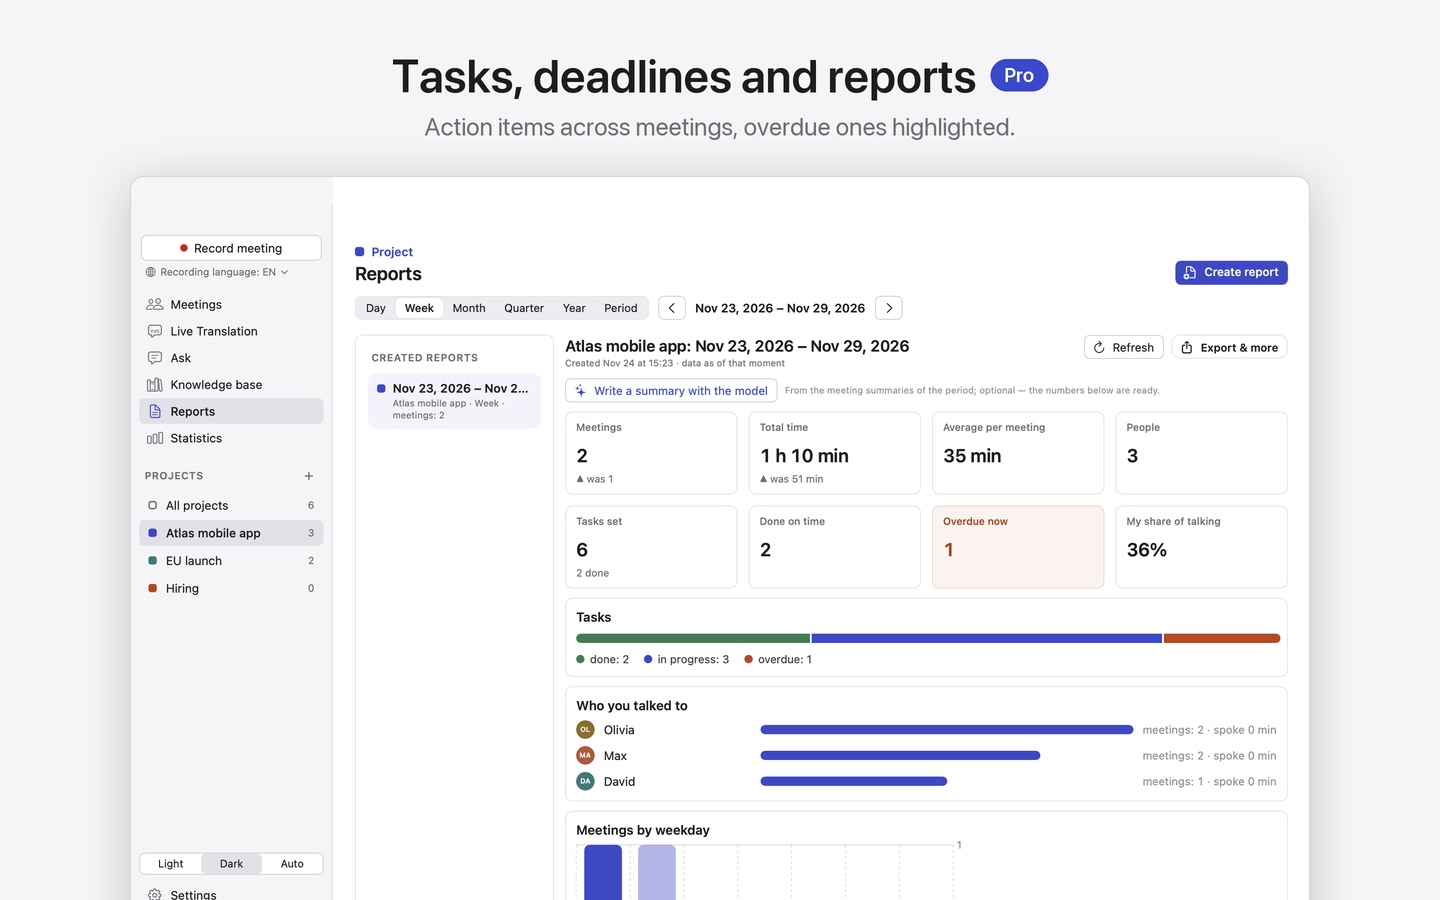 Tasks, deadlines and reports Pro
Action items across meetings, overdue ones highlighted.
Record meeting
Recording language: EN
Meetings
Live Translation
Ask
Knowledge base
Reports
Statistics
PROJECTS
All projects 6
Atlas mobile app 3
EU launch 2
Hiring 0
Light Dark Auto
Settings
Project
Reports
Create report
Day Week Month Quarter Year Period
Nov 23, 2026 – Nov 29, 2026
CREATED REPORTS
Nov 23, 2026 – Nov 2...
Atlas mobile app · Week ·
meetings: 2
Atlas mobile app: Nov 23, 2026 – Nov 29, 2026
Created Nov 24 at 15:23 · data as of that moment
Refresh
Export & more
Write a summary with the model
From the meeting summaries of the period; optional — the numbers below are ready.
Meetings
2
▲ was 1
Total time
1 h 10 min
▲ was 51 min
Average per meeting
35 min
People
3
Tasks set
6
2 done
Done on time
2
Overdue now
1
My share of talking
36%
Tasks
done: 2 in progress: 3 overdue: 1
Who you talked to
OL Olivia meetings: 2 · spoke 0 min
MA Max meetings: 2 · spoke 0 min
DA David meetings: 1 · spoke 0 min
Meetings by weekday
1